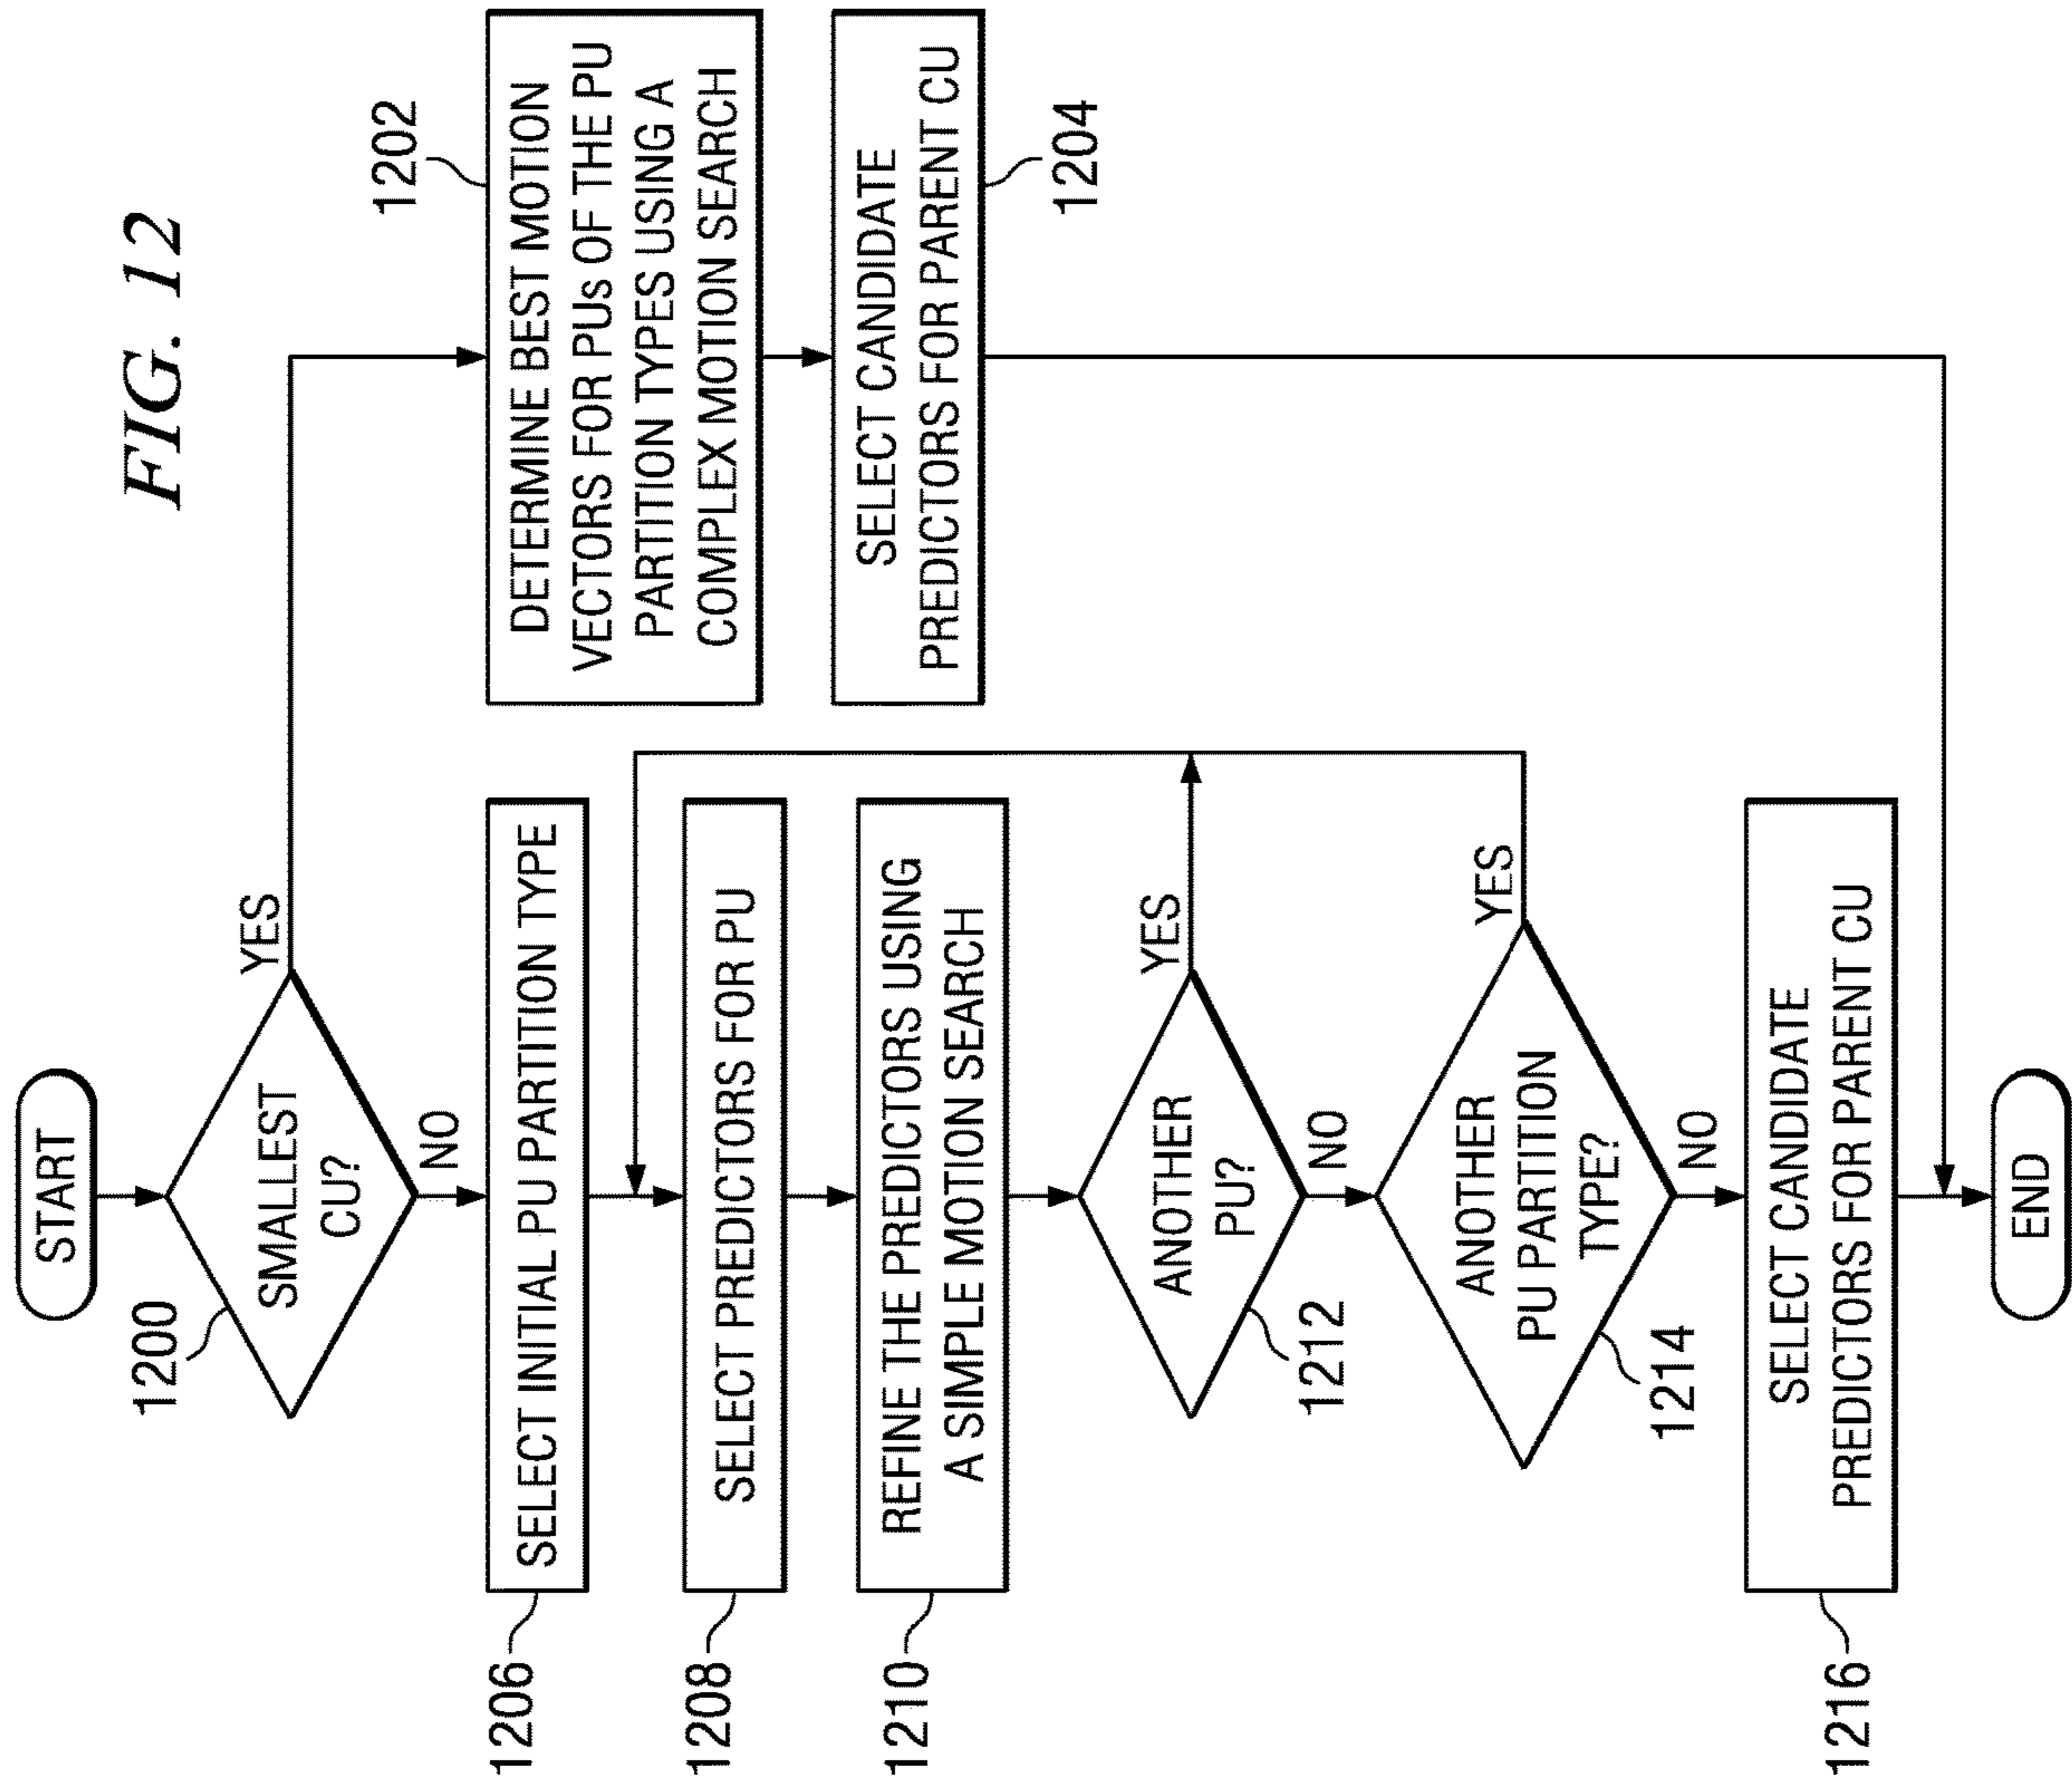 FIG. 12
START
1200
SMALLEST
CU?
YES
NO
1202
DETERMINE BEST MOTION
VECTORS FOR PUs OF THE PU
PARTITION TYPES USING A
COMPLEX MOTION SEARCH
SELECT CANDIDATE
PREDICTORS FOR PARENT CU
1204
1206
SELECT INITIAL PU PARTITION TYPE
1208
SELECT PREDICTORS FOR PU
1210
REFINE THE PREDICTORS USING
A SIMPLE MOTION SEARCH
ANOTHER
PU?
YES
1212
NO
ANOTHER
PU PARTITION
TYPE?
YES
1214
NO
1216
SELECT CANDIDATE
PREDICTORS FOR PARENT CU
END